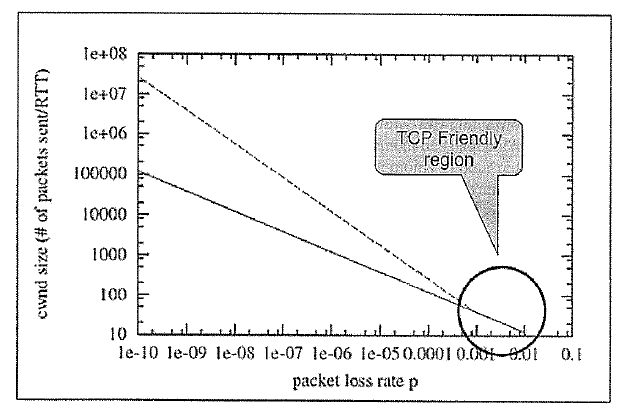 cwnd size (# of packets sent/RTT)
1e+08
1e+07
1e+06
100000
10000
1000
100
10
TCP Friendly
region
1e-10 1e-09 1e-08 1e-07 1e-06 1e-05 0.0001 0.001 0.01 0.1
packet loss rate p